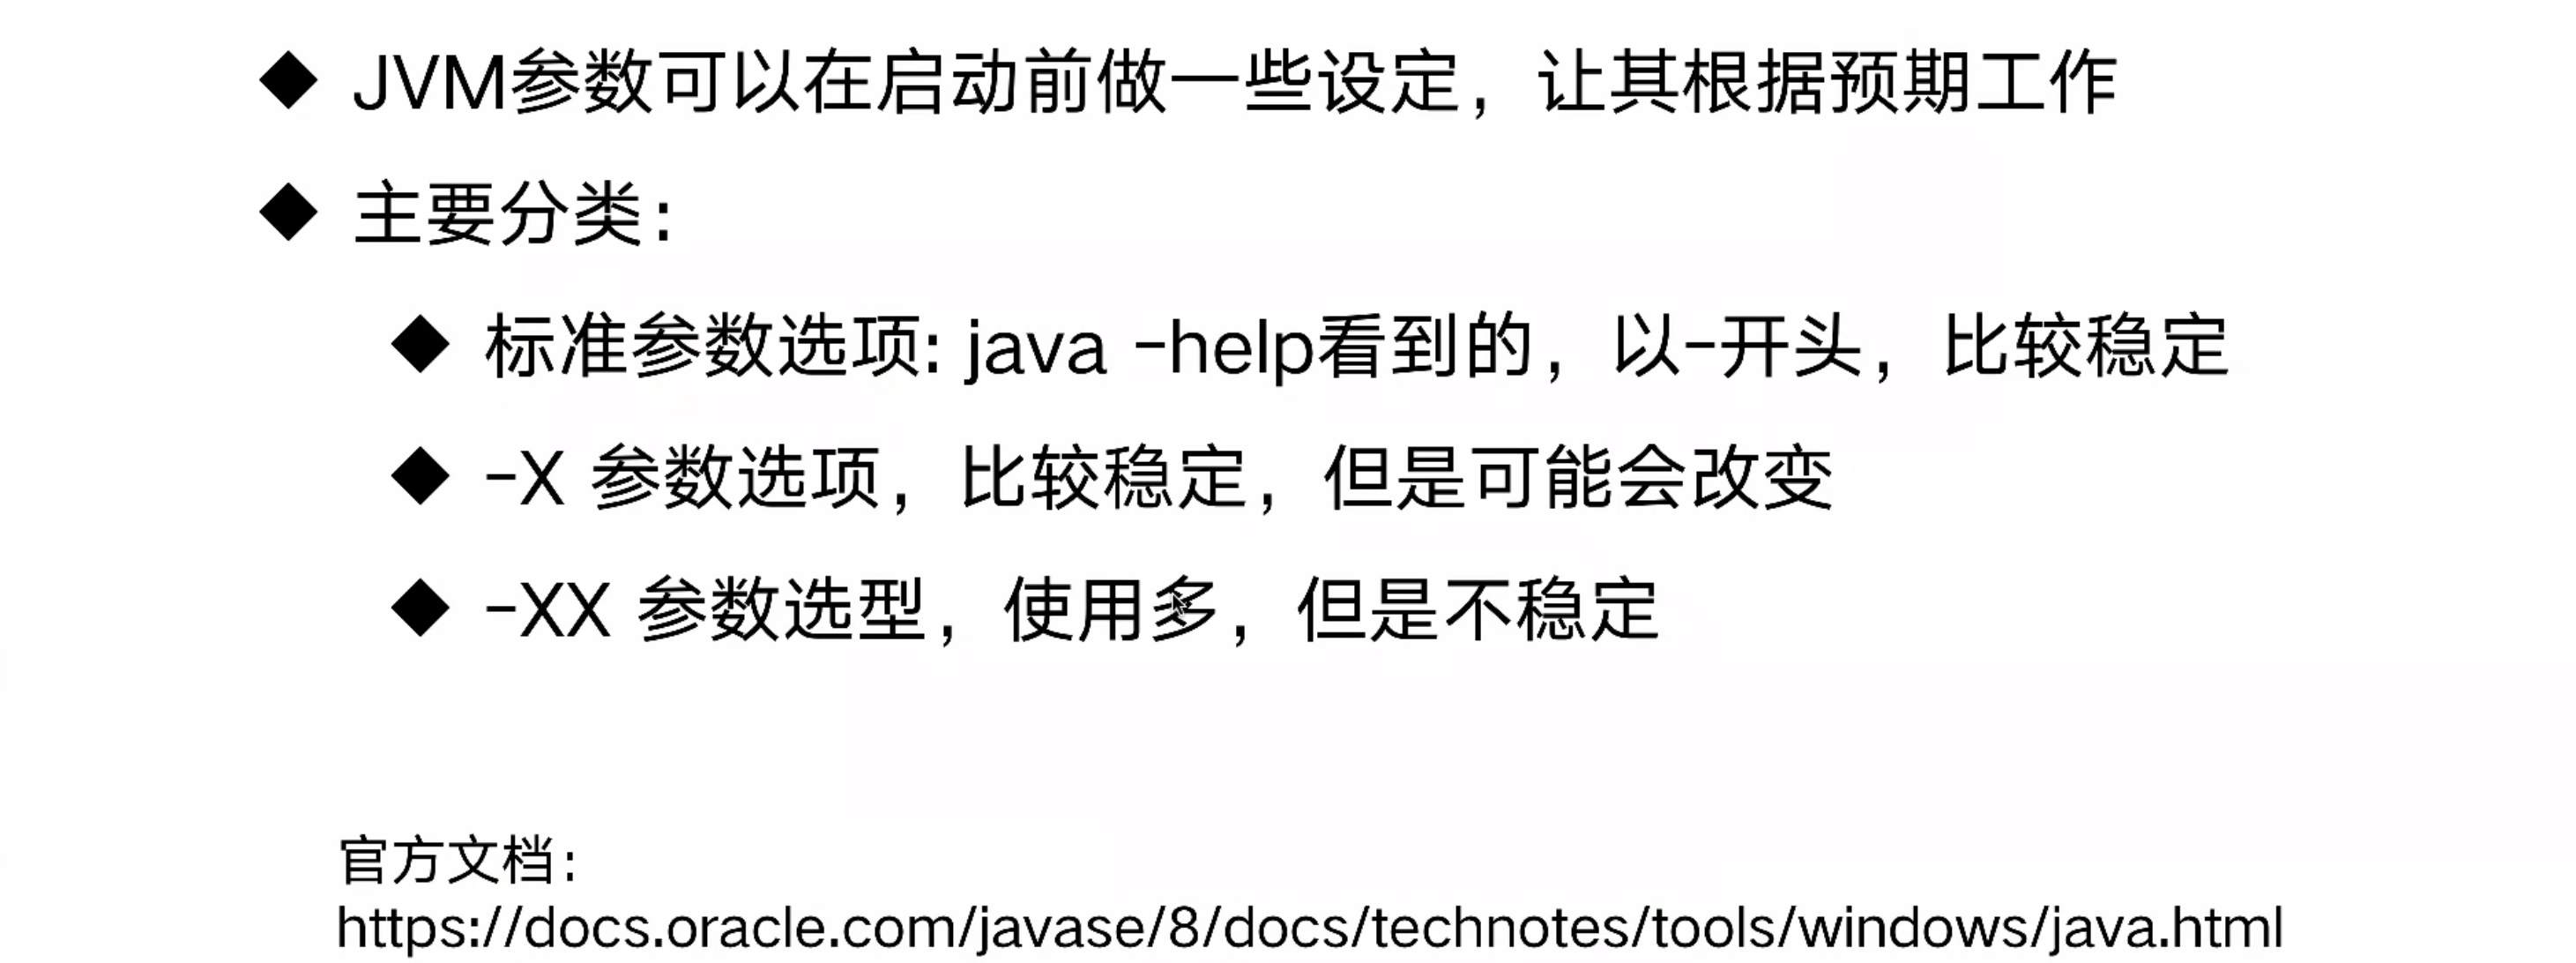 JVM参数可以在启动前做一些设定，让其根据预期工作
主要分类：
标准参数选项: java -help看到的，以-开头，比较稳定
-X 参数选项，比较稳定，但是可能会改变
-XX 参数选型，使用多，但是不稳定
官方文档：
https://docs.oracle.com/javase/8/docs/technotes/tools/windows/java.html